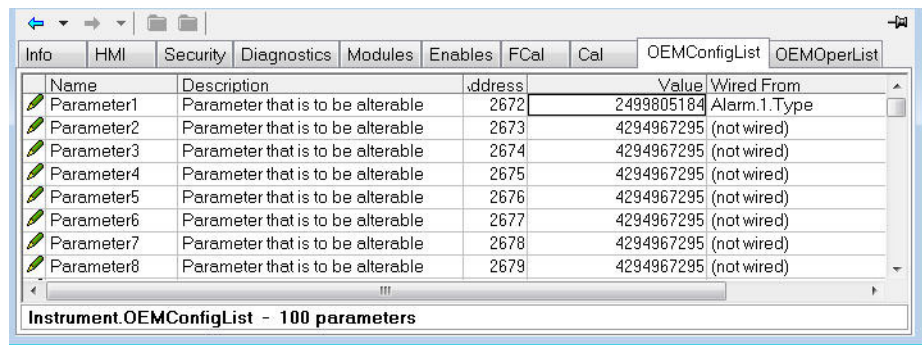 Info HMI Security Diagnostics Modules Enables FCal Cal OEMConfigList OEMOperList
Name Description ddress Value Wired From
Parameter1 Parameter that is to be alterable 2672 2499805184 Alarm.1.Type
Parameter2 Parameter that is to be alterable 2673 4294967295 (not wired)
Parameter3 Parameter that is to be alterable 2674 4294967295 (not wired)
Parameter4 Parameter that is to be alterable 2675 4294967295 (not wired)
Parameter5 Parameter that is to be alterable 2676 4294967295 (not wired)
Parameter6 Parameter that is to be alterable 2677 4294967295 (not wired)
Parameter7 Parameter that is to be alterable 2678 4294967295 (not wired)
Parameter8 Parameter that is to be alterable 2679 4294967295 (not wired)
Instrument.OEMConfigList - 100 parameters